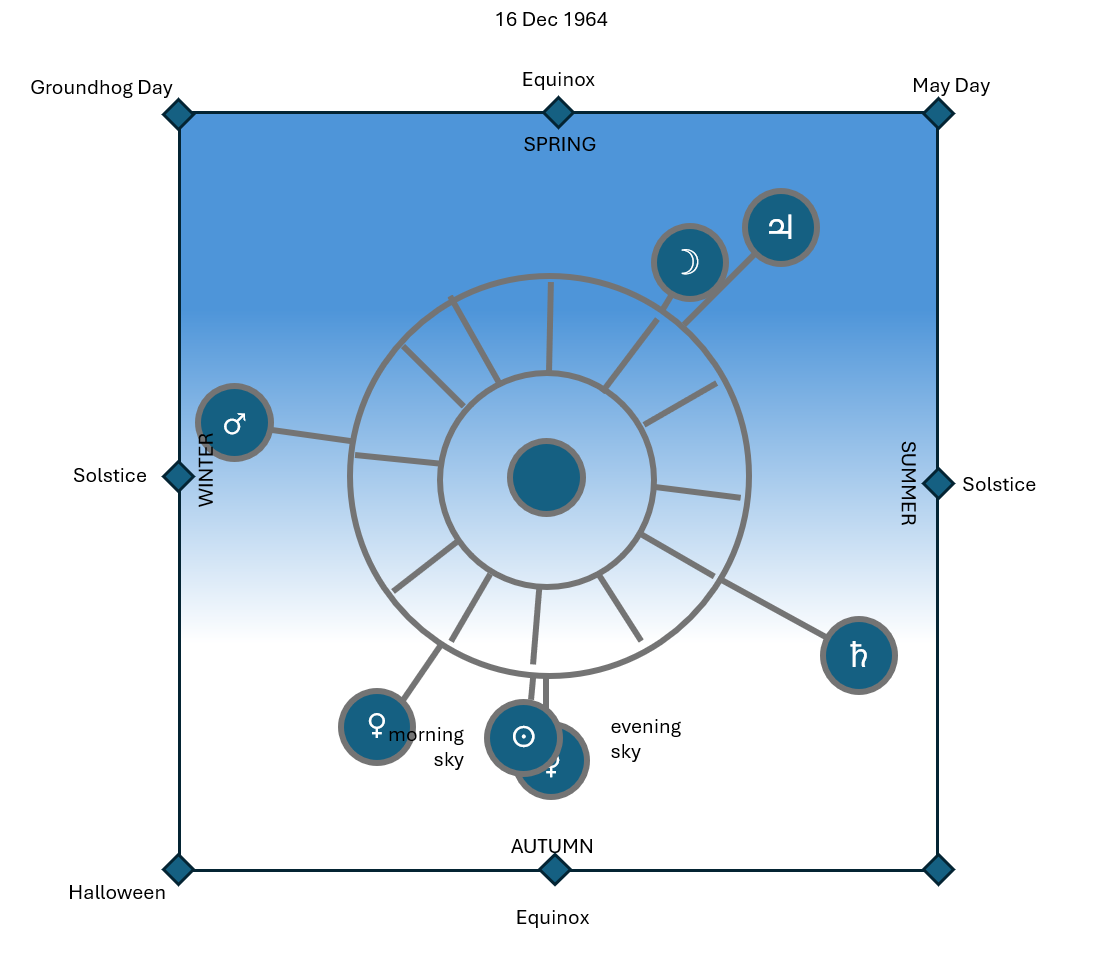 16 Dec 1964
Groundhog Day
Equinox
May Day
SPRING
☽
♃
♂
WINTER
SUMMER
Solstice
Solstice
♄
♀
morning
sky
☉
evening
sky
AUTUMN
Halloween
Equinox